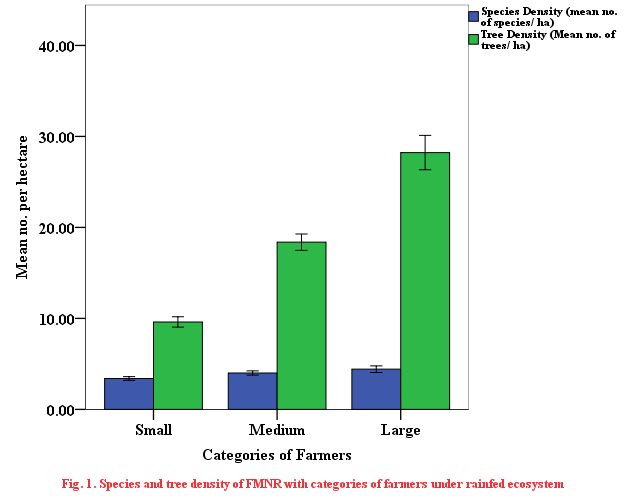 Species Density (mean no.
of species/ ha)
Tree Density (Mean no. of
trees/ ha)
40.00
30.00
20.00
10.00
0.00
Mean no. per hectare
Small Medium Large
Categories of Farmers
Fig. 1. Species and tree density of FMNR with categories of farmers under rainfed ecosystem